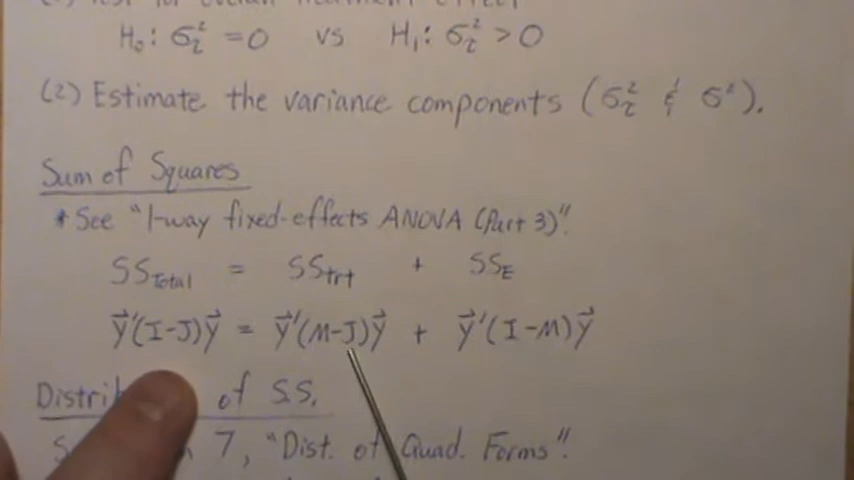 H₀: σ²_τ = 0 vs H₁: σ²_τ > 0
(2) Estimate the variance components (σ²_τ & σ²).
Sum of Squares
* See "1-way fixed-effects ANOVA (Part 3)".
SS_Total = SS_trt + SS_E
y⃗'(I-J)y⃗ = y⃗'(M-J)y⃗ + y⃗'(I-M)y⃗
of S.S.
7, "Dist. of Quad. Forms".